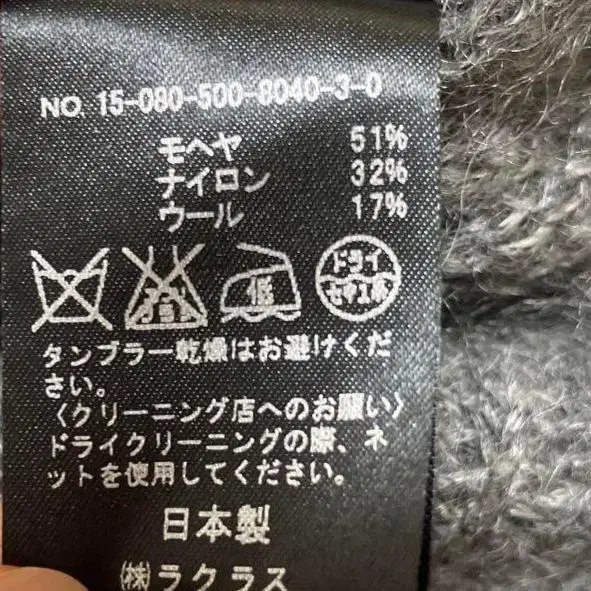 NO. 15-080-500-8040-3-0
モヘヤ 51%
ナイロン 32%
ウール 17%
ドライ
セキユ系
タンブラー乾燥はお避けくだ
さい。
〈クリーニング店へのお願い〉
ドライクリーニングの際、ネ
ットを使用してください。
日本製
㈱ラクラス